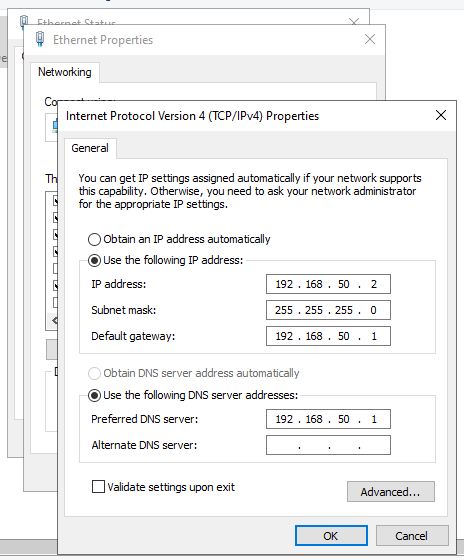 Ethernet Status
Ethernet Properties
Networking
Internet Protocol Version 4 (TCP/IPv4) Properties
General
You can get IP settings assigned automatically if your network supports
this capability. Otherwise, you need to ask your network administrator
for the appropriate IP settings.
Obtain an IP address automatically
Use the following IP address:
IP address: 192 . 168 . 50 . 2
Subnet mask: 255 . 255 . 255 . 0
Default gateway: 192 . 168 . 50 . 1
Obtain DNS server address automatically
Use the following DNS server addresses:
Preferred DNS server: 192 . 168 . 50 . 1
Alternate DNS server: . . .
Validate settings upon exit
Advanced...
OK Cancel